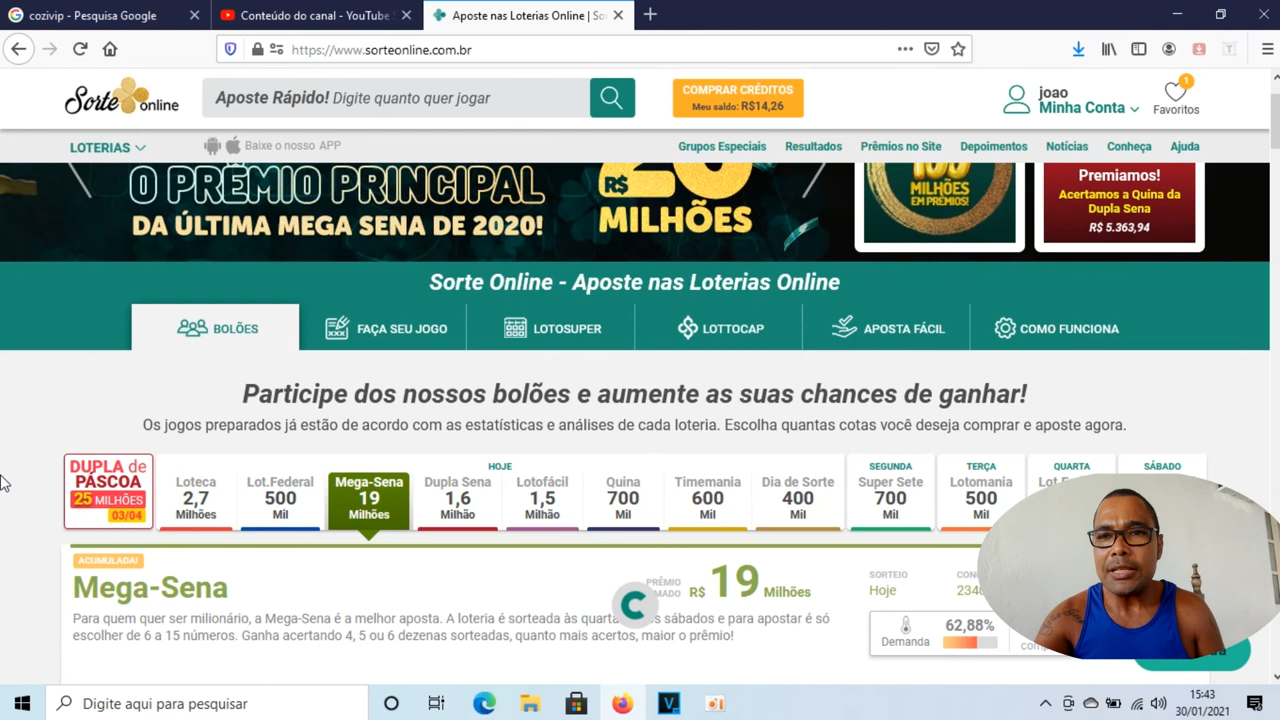 cozivip - Pesquisa Google
Conteúdo do canal - YouTube
Aposte nas Loterias Online | So
https://www.sorteonline.com.br
Sorte online
Aposte Rápido! Digite quanto quer jogar
COMPRAR CRÉDITOS
Meu saldo: R$14,26
joao
Minha Conta
1
Favoritos
LOTERIAS
Baixe o nosso APP
Grupos Especiais
Resultados
Prêmios no Site
Depoimentos
Notícias
Conheça
Ajuda
O PRÊMIO PRINCIPAL
DA ÚLTIMA MEGA SENA DE 2020!
R$
MILHÕES
100
MILHÕES
EM PRÊMIOS!
Premiamos!
Acertamos a Quina da
Dupla Sena
R$ 5.363,94
Sorte Online - Aposte nas Loterias Online
BOLÕES
FAÇA SEU JOGO
LOTOSUPER
LOTTOCAP
APOSTA FÁCIL
COMO FUNCIONA
Participe dos nossos bolões e aumente as suas chances de ganhar!
Os jogos preparados já estão de acordo com as estatísticas e análises de cada loteria. Escolha quantas cotas você deseja comprar e aposte agora.
DUPLA de
PÁSCOA
25 MILHÕES
03/04
HOJE
SEGUNDA
TERÇA
QUARTA
SÁBADO
Loteca
2,7
Milhões
Lot.Federal
500
Mil
Mega-Sena
19
Milhões
Dupla Sena
1,6
Milhão
Lotofácil
1,5
Milhão
Quina
700
Mil
Timemania
600
Mil
Dia de Sorte
400
Mil
Super Sete
700
Mil
Lotomania
500
Mil
ACUMULADA!
Mega-Sena
PRÊMIO
R$ 19 Milhões
SORTEIO
Hoje
Para quem quer ser milionário, a Mega-Sena é a melhor aposta. A loteria é sorteada às quart
s sábados e para apostar é só
escolher de 6 a 15 números. Ganha acertando 4, 5 ou 6 dezenas sorteadas, quanto mais acertos, maior o prêmio!
Demanda
62,88%
Digite aqui para pesquisar
15:43
30/01/2021